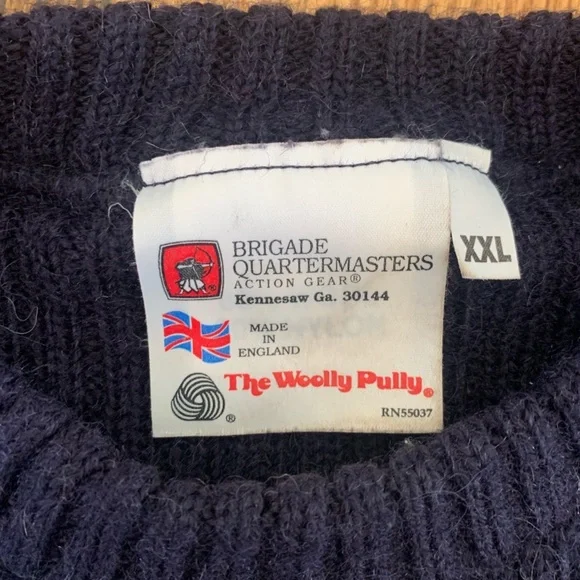 BRIGADE
QUARTERMASTERS
ACTION GEAR®
Kennesaw Ga. 30144
XXL
MADE
IN
ENGLAND
The Woolly Pully®
®
RN55037